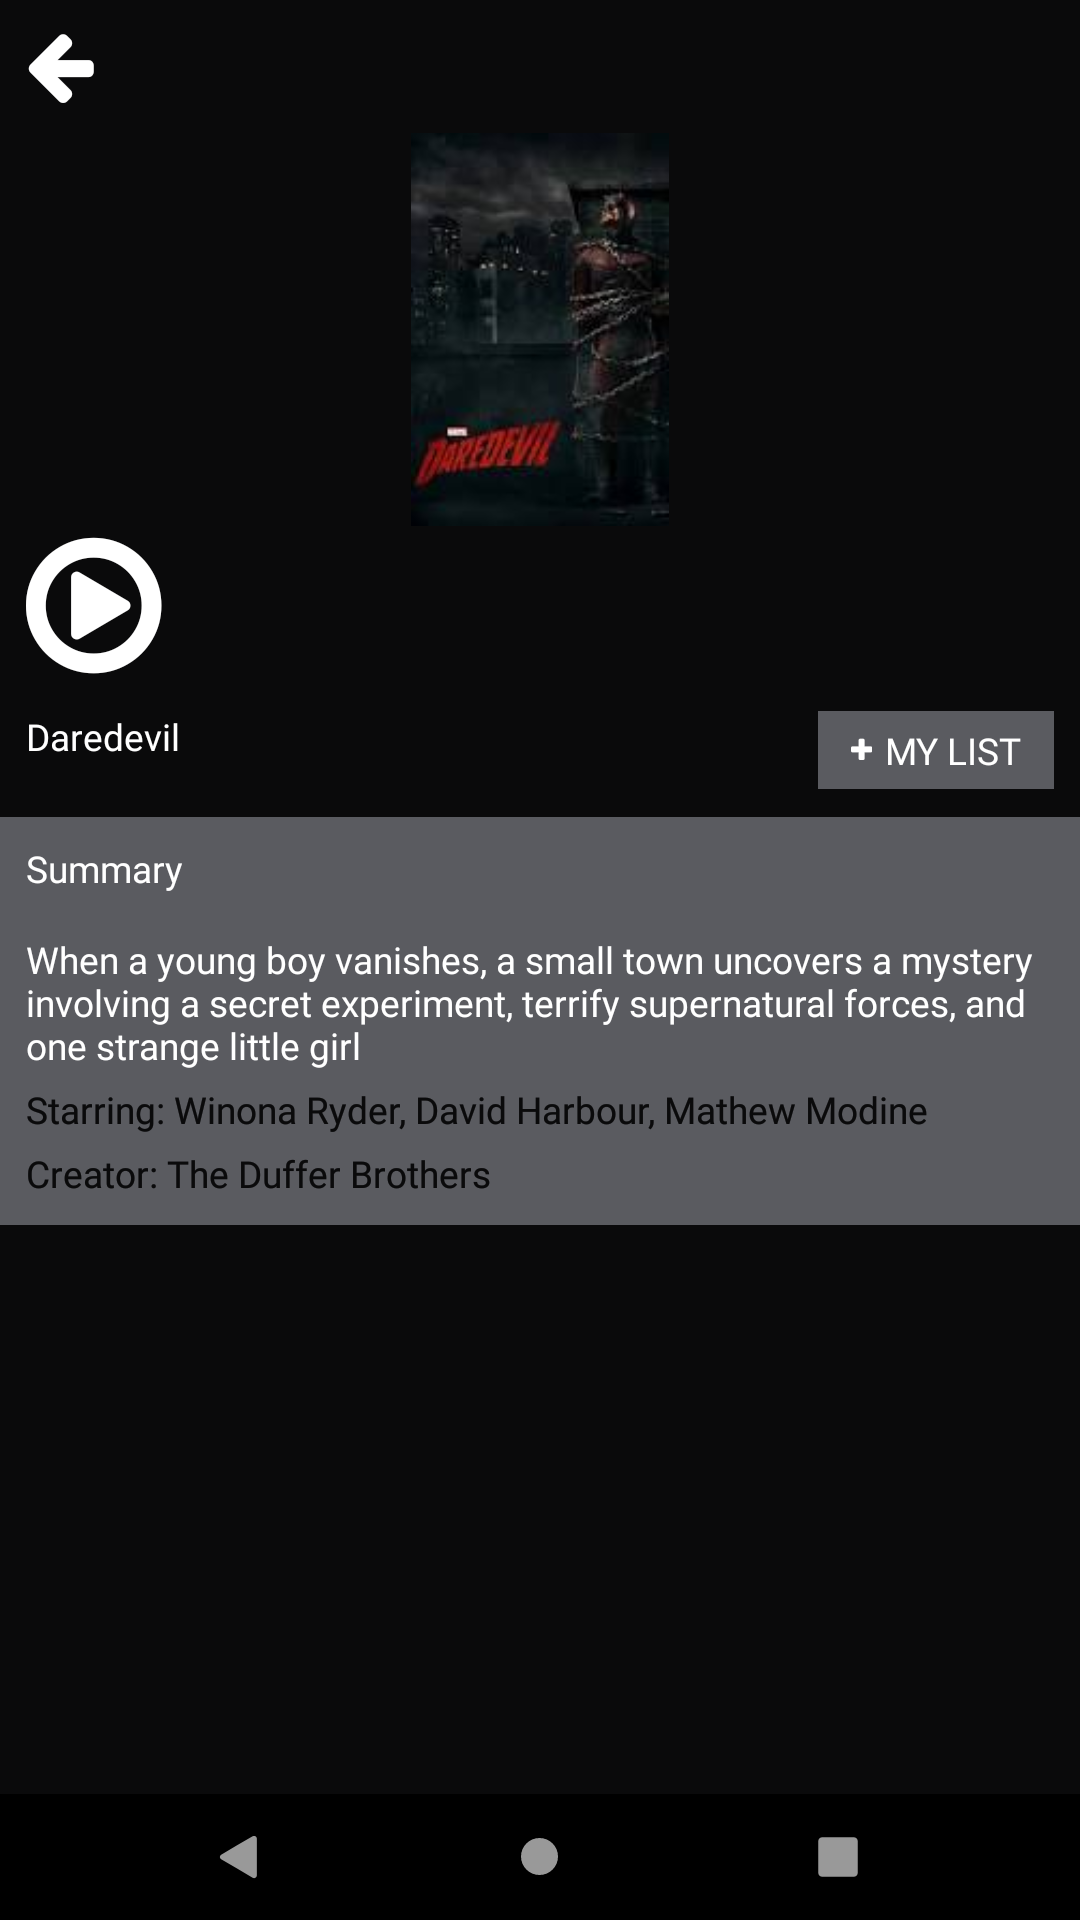 MARVEL
DAREDEVIL
Daredevil
MY LIST
Summary
When a young boy vanishes, a small town uncovers a mystery
involving a secret experiment, terrify supernatural forces, and
one strange little girl
Starring: Winona Ryder, David Harbour, Mathew Modine
Creator: The Duffer Brothers